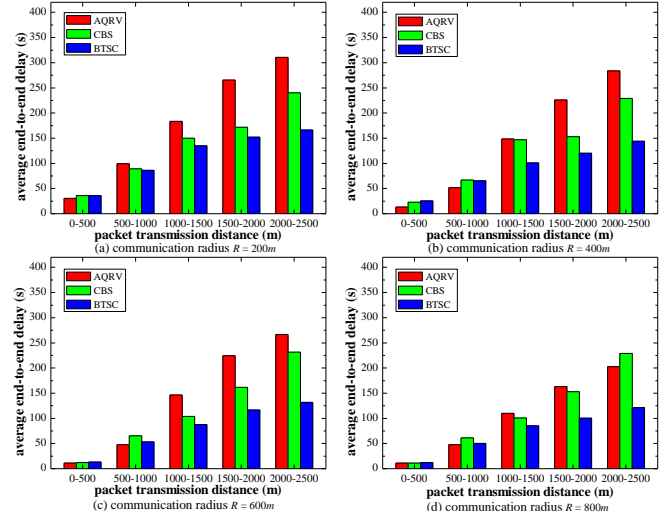 400
350
300
250
200
150
100
50
0
average end-to-end delay (s)
AQRV
CBS
BTSC
0-500 500-1000 1000-1500 1500-2000 2000-2500
packet transmission distance (m)
(a) communication radius R = 200m
400
350
300
250
200
150
100
50
0
average end-to-end delay (s)
AQRV
CBS
BTSC
0-500 500-1000 1000-1500 1500-2000 2000-2500
packet transmission distance (m)
(b) communication radius R = 400m
400
350
300
250
200
150
100
50
0
average end-to-end delay (s)
AQRV
CBS
BTSC
0-500 500-1000 1000-1500 1500-2000 2000-2500
packet transmission distance (m)
(c) communication radius R = 600m
400
350
300
250
200
150
100
50
0
average end-to-end delay (s)
AQRV
CBS
BTSC
0-500 500-1000 1000-1500 1500-2000 2000-2500
packet transmission distance (m)
(d) communication radius R = 800m